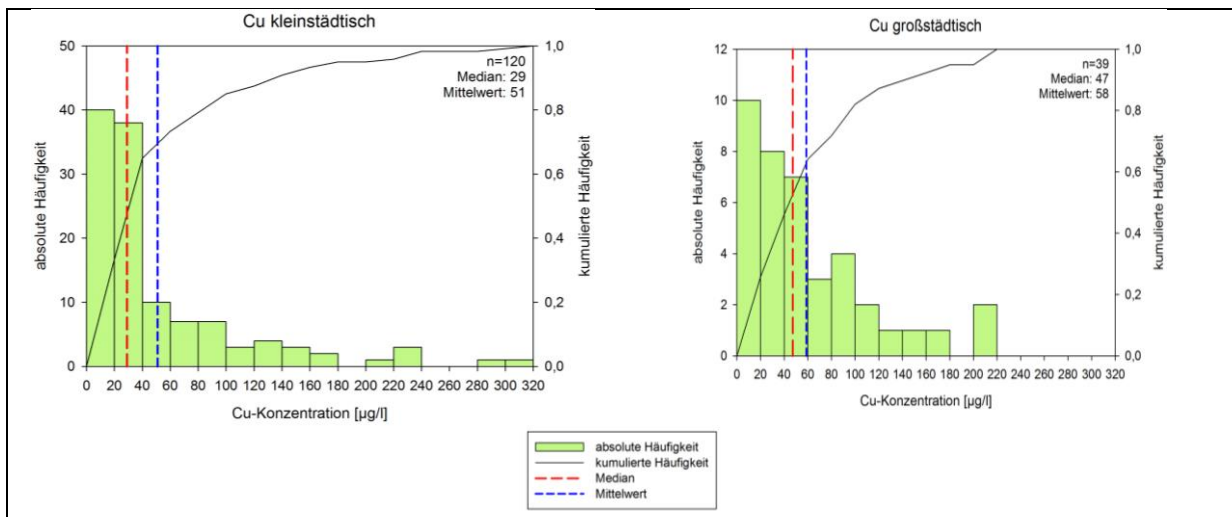 Cu kleinstädtisch
50
40
30
20
10
0
absolute Häufigkeit
1,0
0,8
0,6
0,4
0,2
0,0
kumulierte Häufigkeit
n=120
Median: 29
Mittelwert: 51
0 20 40 60 80 100 120 140 160 180 200 220 240 260 280 300 320
Cu-Konzentration [µg/l]
Cu großstädtisch
12
10
8
6
4
2
0
absolute Häufigkeit
1,0
0,8
0,6
0,4
0,2
0,0
kumulierte Häufigkeit
n=39
Median: 47
Mittelwert: 58
0 20 40 60 80 100 120 140 160 180 200 220 240 260 280 300 320
Cu-Konzentration [µg/l]
absolute Häufigkeit
kumulierte Häufigkeit
Median
Mittelwert